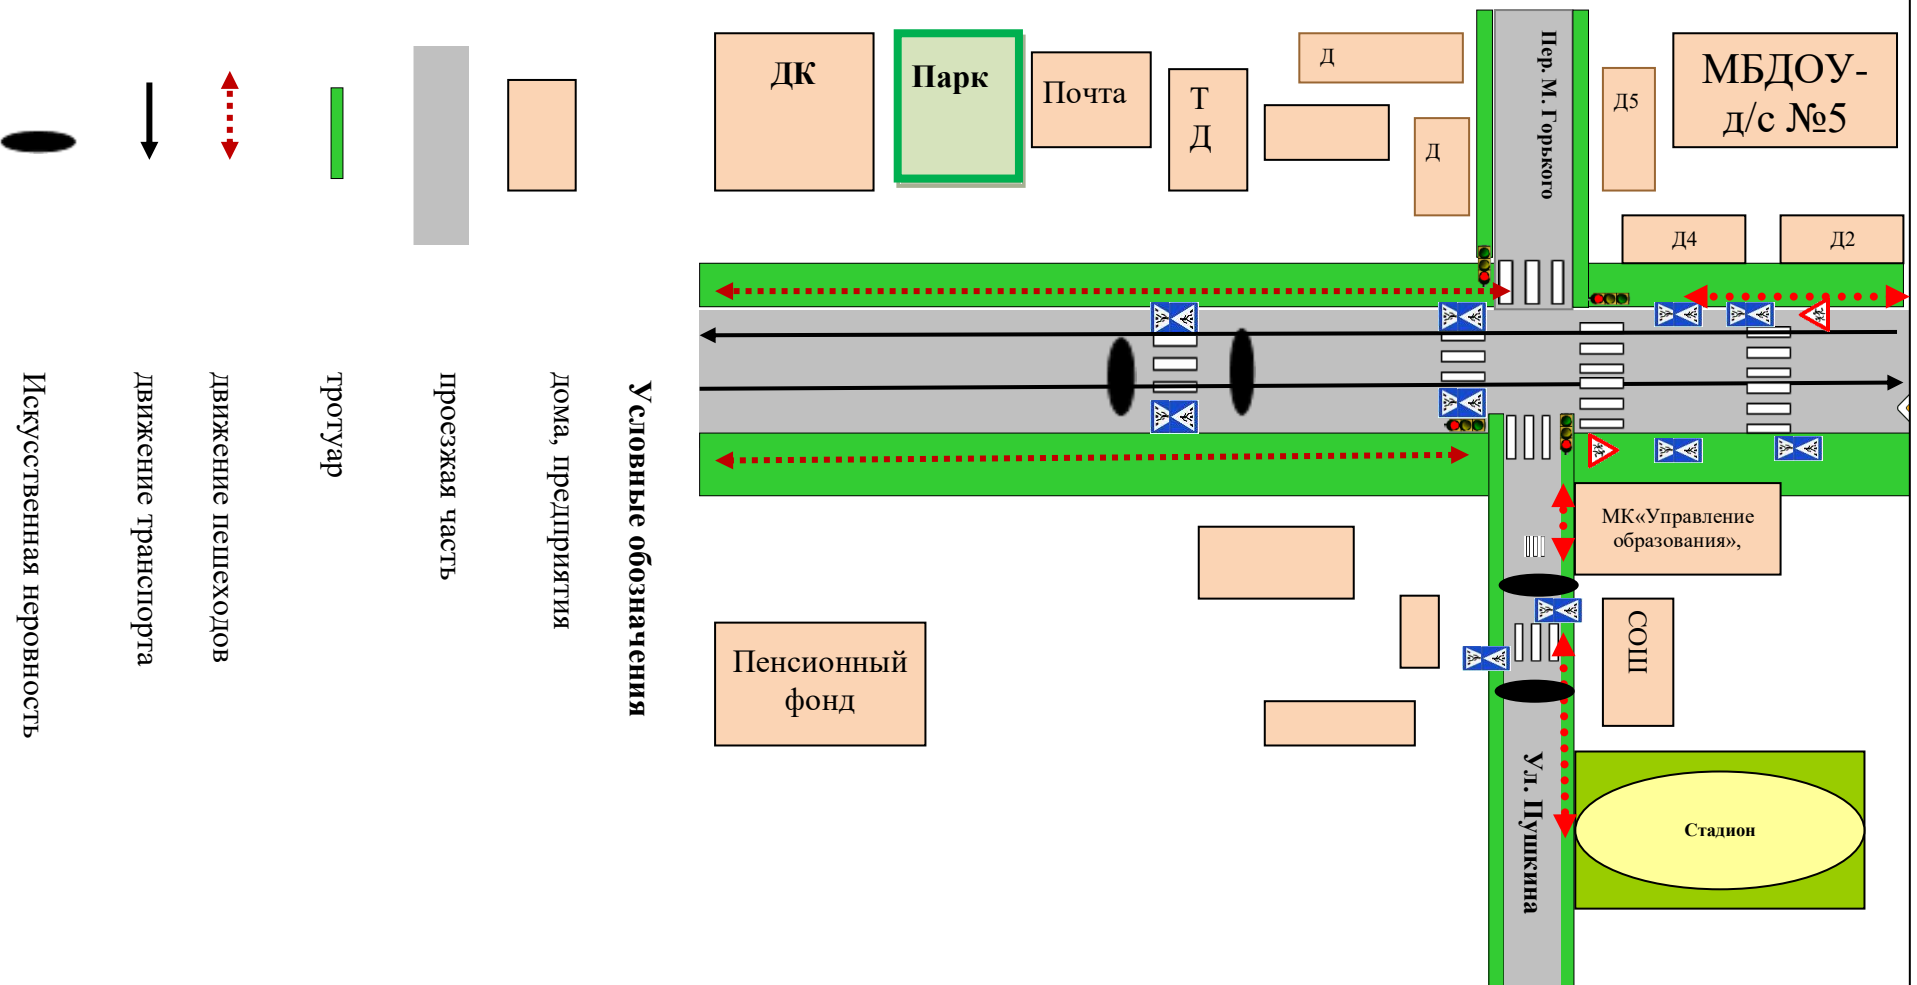 Условные обозначения
дома, предприятия
проезжая часть
тротуар
движение пешеходов
движение транспорта
Искусственная неровность
ДК
Парк
Почта
Т
Д
Д
Д
Пер. М. Горького
Д5
МБДОУ-
д/с №5
Д4
Д2
МК«Управление
образования»,
СОШ
Пенсионный
фонд
Ул. Пушкина
Стадион